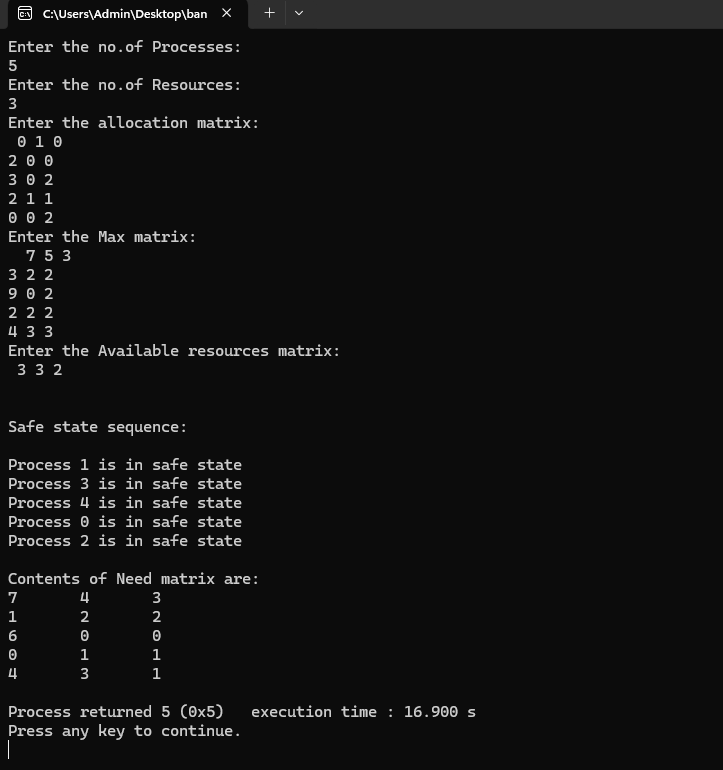 C:\Users\Admin\Desktop\ban
Enter the no.of Processes:
5
Enter the no.of Resources:
3
Enter the allocation matrix:
0 1 0
2 0 0
3 0 2
2 1 1
0 0 2
Enter the Max matrix:
7 5 3
3 2 2
9 0 2
2 2 2
4 3 3
Enter the Available resources matrix:
3 3 2
Safe state sequence:
Process 1 is in safe state
Process 3 is in safe state
Process 4 is in safe state
Process 0 is in safe state
Process 2 is in safe state
Contents of Need matrix are:
7 4 3
1 2 2
6 0 0
0 1 1
4 3 1
Process returned 5 (0x5)   execution time : 16.900 s
Press any key to continue.